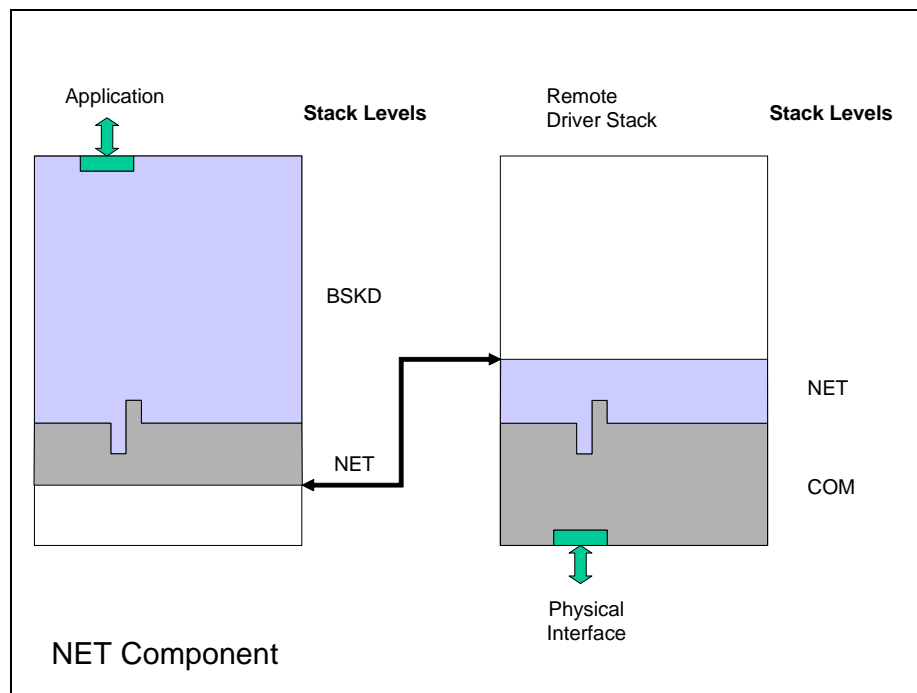 Application
Stack Levels
Remote
Driver Stack
Stack Levels
BSKD
NET
NET
COM
Physical
Interface
NET Component